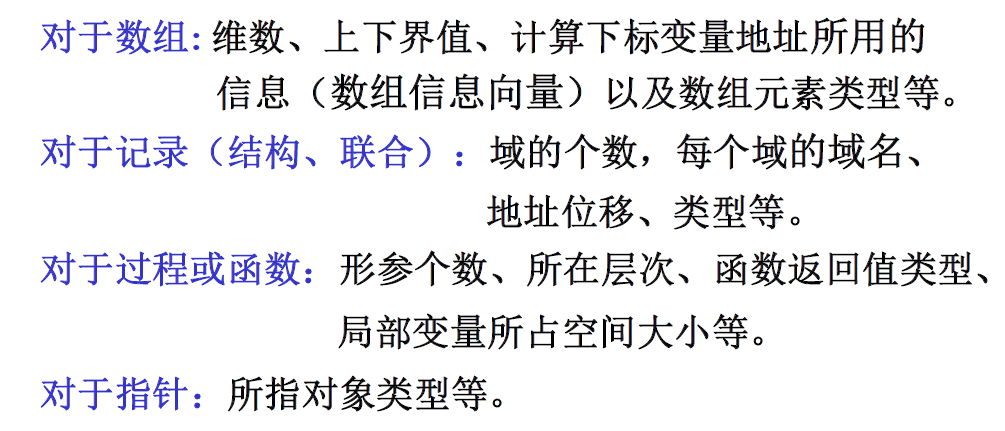 对于数组: 维数、上下界值、计算下标变量地址所用的
信息（数组信息向量）以及数组元素类型等。
对于记录（结构、联合）：域的个数，每个域的域名、
地址位移、类型等。
对于过程或函数：形参个数、所在层次、函数返回值类型、
局部变量所占空间大小等。
对于指针：所指对象类型等。